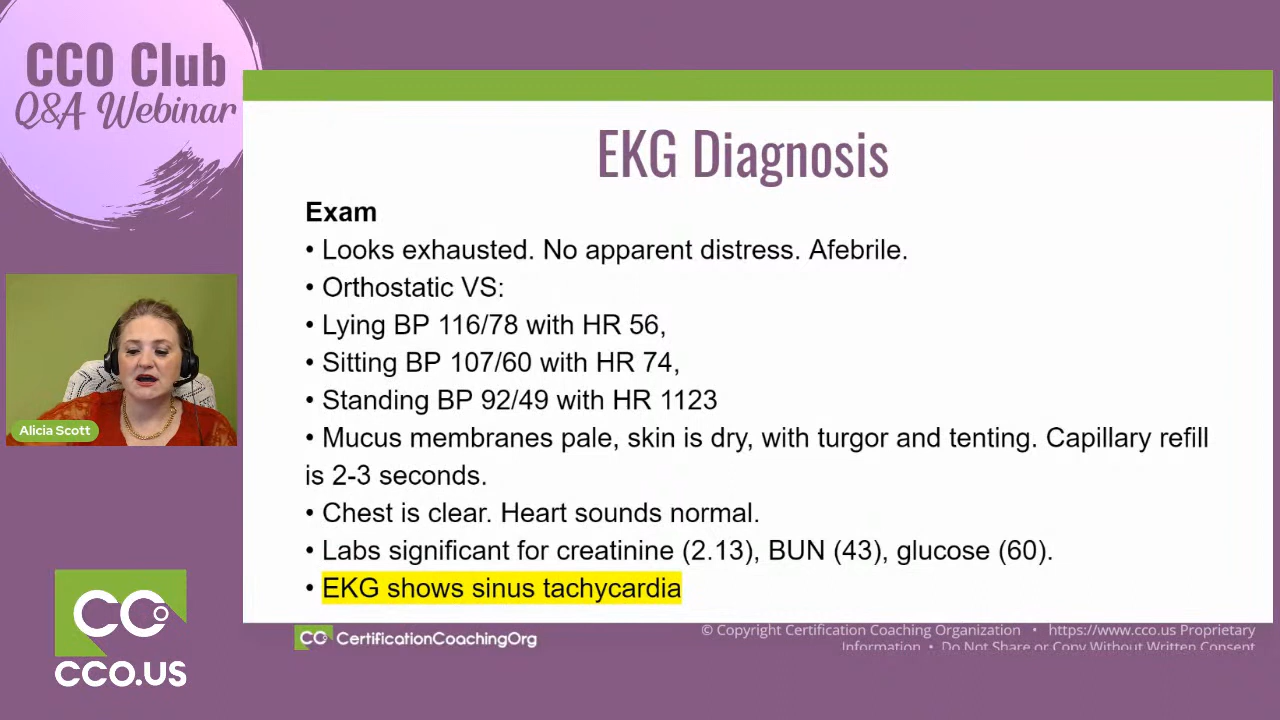 CCO Club
Q&A Webinar
EKG Diagnosis
Exam
• Looks exhausted. No apparent distress. Afebrile.
• Orthostatic VS:
• Lying BP 116/78 with HR 56,
• Sitting BP 107/60 with HR 74,
• Standing BP 92/49 with HR 1123
• Mucus membranes pale, skin is dry, with turgor and tenting. Capillary refill
is 2-3 seconds.
• Chest is clear. Heart sounds normal.
• Labs significant for creatinine (2.13), BUN (43), glucose (60).
• EKG shows sinus tachycardia
Alicia Scott
CCO
CCO.US
CCO CertificationCoachingOrg
© Copyright Certification Coaching Organization • https://www.cco.us Proprietary
Information • Do Not Share or Copy Without Written Consent